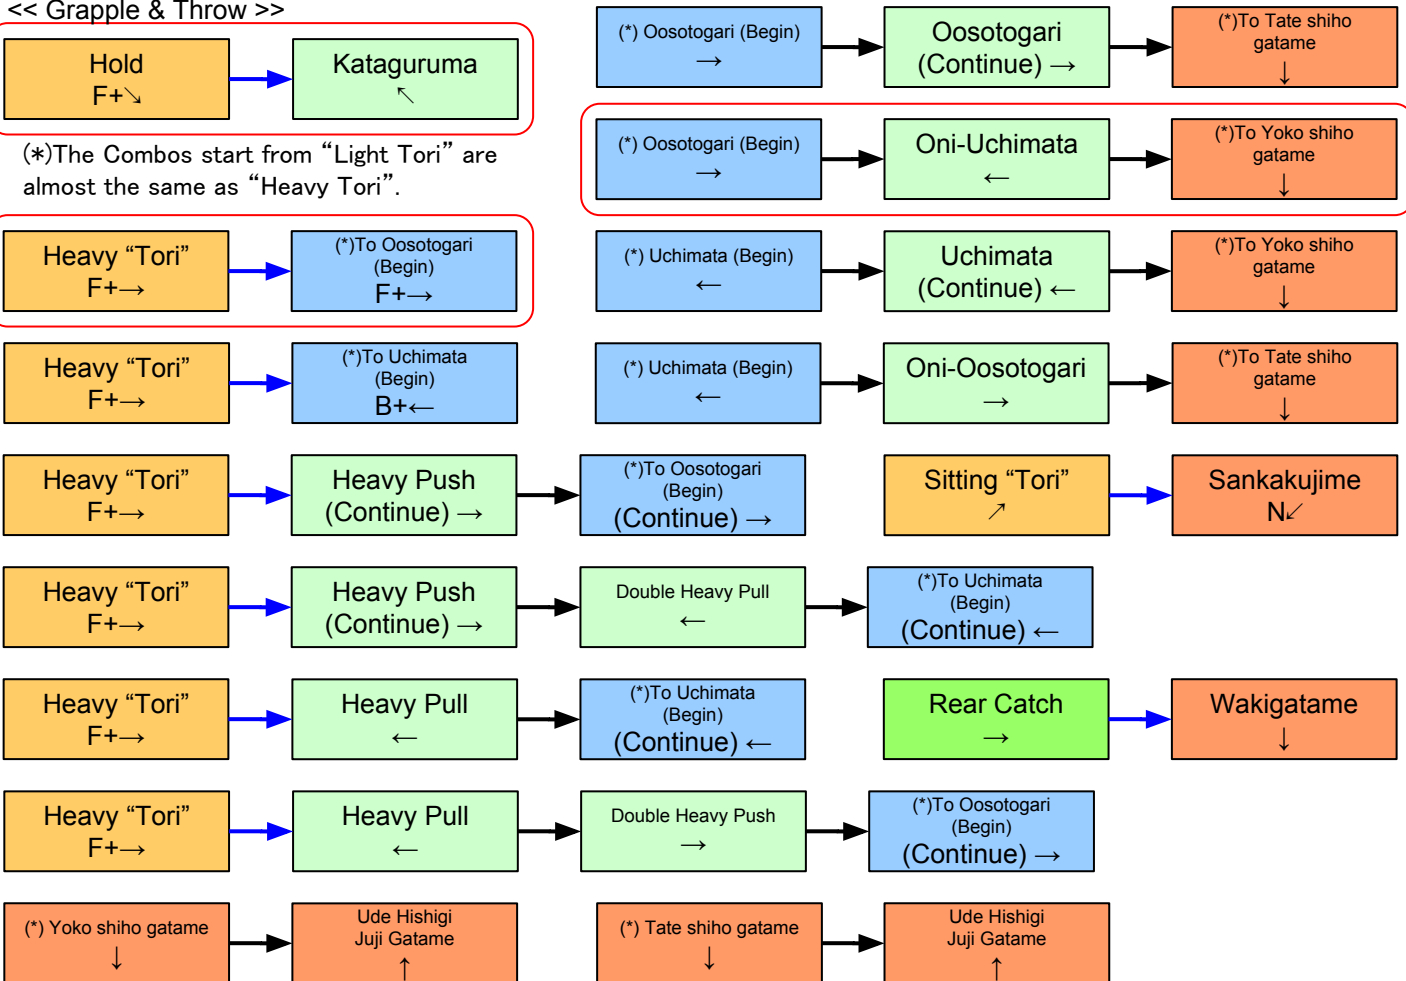 << Grapple & Throw >>
Hold
F+↘
Kataguruma
↖
(*)The Combos start from “Light Tori” are
almost the same as “Heavy Tori”.
Heavy “Tori”
F+→
(*)To Oosotogari
(Begin)
F+→
Heavy “Tori”
F+→
(*)To Uchimata
(Begin)
B+←
Heavy “Tori”
F+→
Heavy Push
(Continue) →
(*)To Oosotogari
(Begin)
(Continue) →
Heavy “Tori”
F+→
Heavy Push
(Continue) →
Double Heavy Pull
←
(*)To Uchimata
(Begin)
(Continue) ←
Heavy “Tori”
F+→
Heavy Pull
←
(*)To Uchimata
(Begin)
(Continue) ←
Heavy “Tori”
F+→
Heavy Pull
←
Double Heavy Push
→
(*)To Oosotogari
(Begin)
(Continue) →
(*) Yoko shiho gatame
↓
Ude Hishigi
Juji Gatame
↑
(*) Oosotogari (Begin)
→
Oosotogari
(Continue) →
(*)To Tate shiho
gatame
↓
(*) Oosotogari (Begin)
→
Oni-Uchimata
←
(*)To Yoko shiho
gatame
↓
(*) Uchimata (Begin)
←
Uchimata
(Continue) ←
(*)To Yoko shiho
gatame
↓
(*) Uchimata (Begin)
←
Oni-Oosotogari
→
(*)To Tate shiho
gatame
↓
Sitting “Tori”
↗
Sankakujime
N↙
Rear Catch
→
Wakigatame
↓
(*) Tate shiho gatame
↓
Ude Hishigi
Juji Gatame
↑